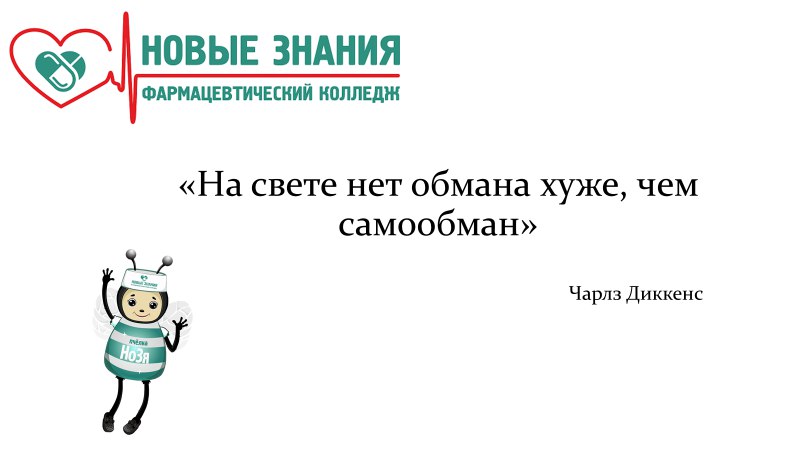 НОВЫЕ ЗНАНИЯ
ФАРМАЦЕВТИЧЕСКИЙ КОЛЛЕДЖ
«На свете нет обмана хуже, чем
самообман»
Чарлз Диккенс
НОВЫЕ ЗНАНИЯ
ПЧЁЛКА
НоЗя